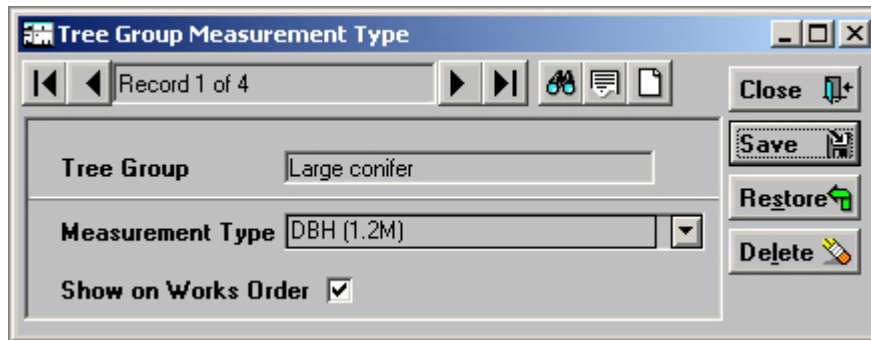 Tree Group Measurement Type
Record 1 of 4
Close
Save
Tree Group Large conifer
Restore
Measurement Type DBH (1.2M)
Delete
Show on Works Order